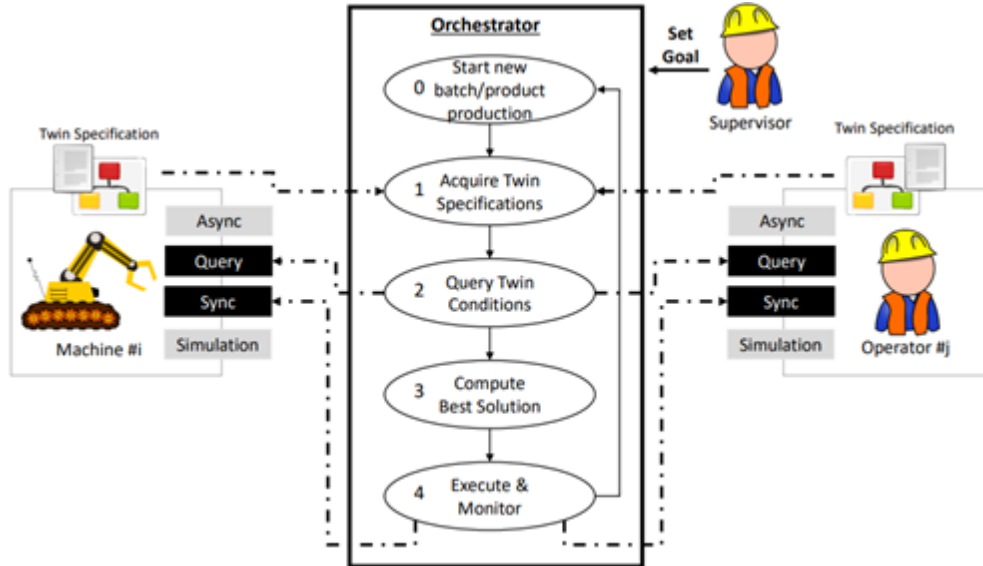 Orchestrator
Set
Goal
Supervisor
0
Start new
batch/product
production
Twin Specification
Twin Specification
1
Acquire Twin
Specifications
Async
Query
Sync
Simulation
Machine #i
2
Query Twin
Conditions
Async
Query
Sync
Simulation
Operator #j
3
Compute
Best Solution
4
Execute &
Monitor